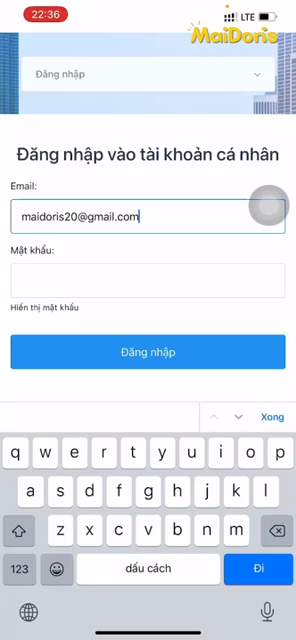 22:36
LTE
MaiDoris
Đăng nhập
Đăng nhập vào tài khoản cá nhân
Email:
maidoris20@gmail.com
Mật khẩu:
Hiển thị mật khẩu
Đăng nhập
Xong
q w e r t y u i o p
a s d f g h j k l
z x c v b n m
123 dấu cách Đi